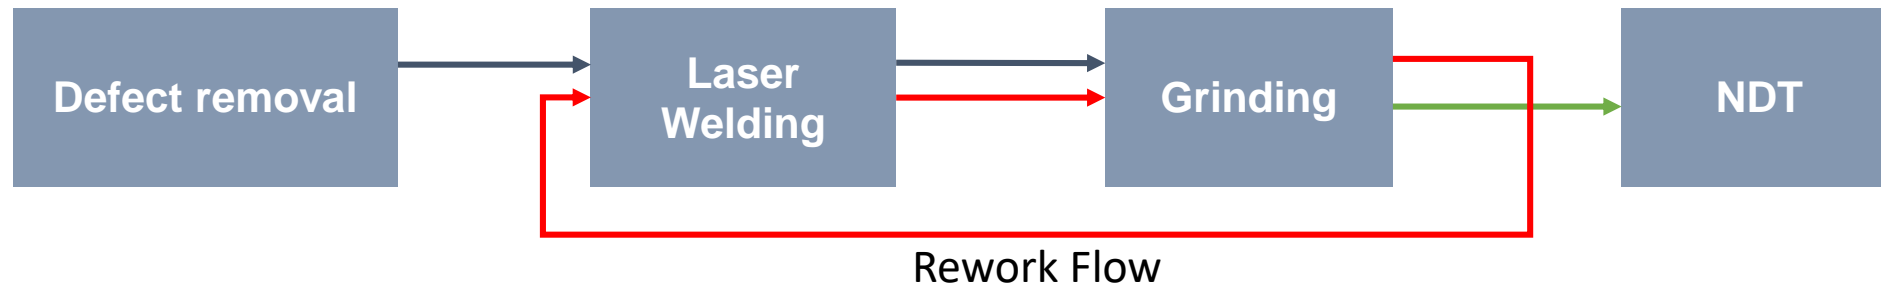 Defect removal
Laser
Welding
Grinding
NDT
Rework Flow